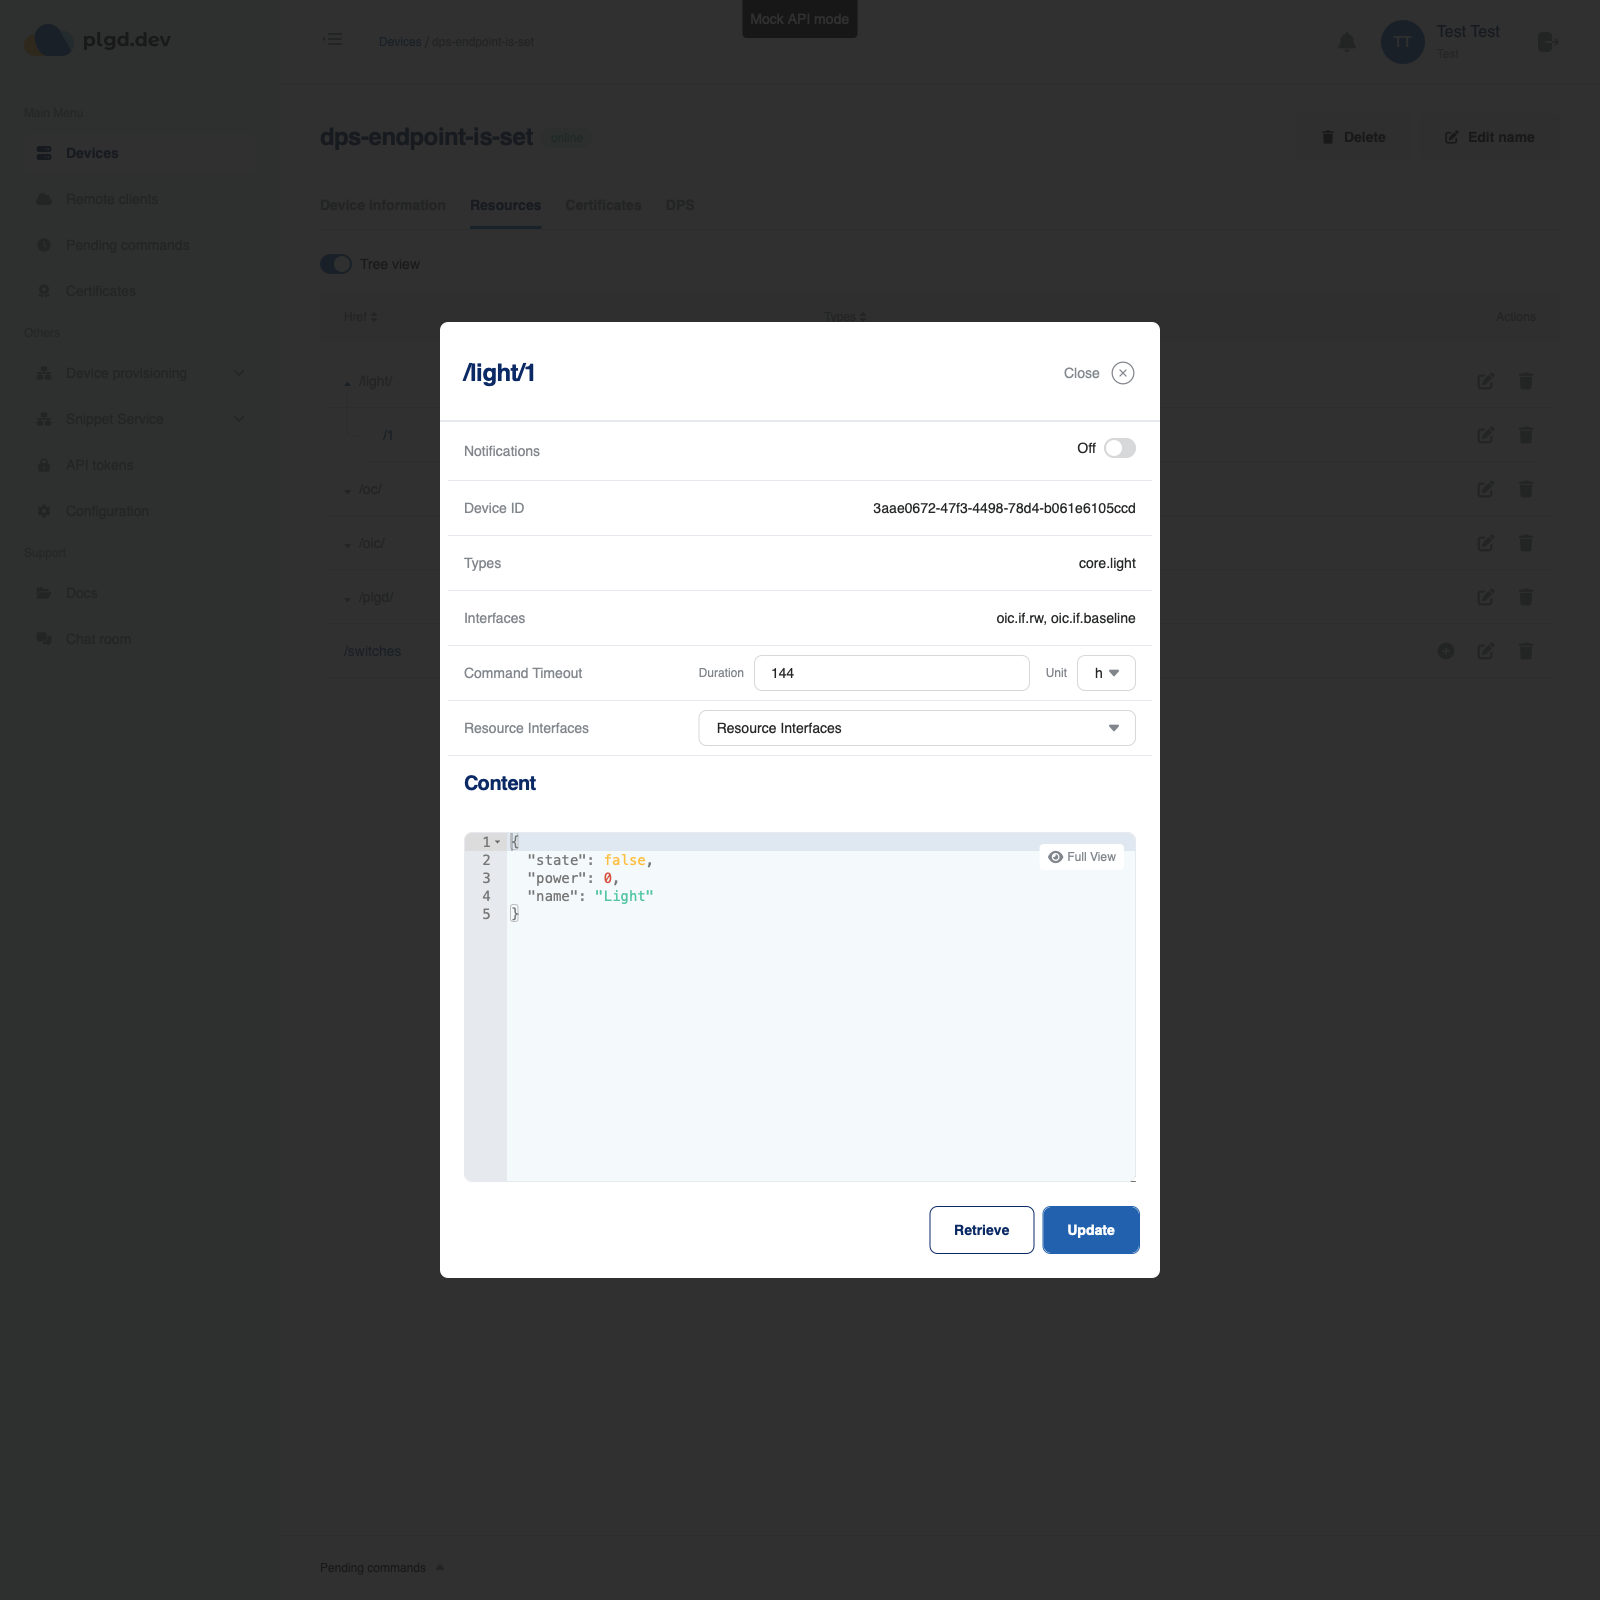 Mock API mode
plgd.dev
Devices / dps-endpoint-is-set
TT
Test Test
Test
Main Menu
Devices
Remote clients
Pending commands
Certificates
Others
Device provisioning
Snippet Service
API tokens
Configuration
Support
Docs
Chat room
dps-endpoint-is-set
online
Delete
Edit name
Device information
Resources
Certificates
DPS
Tree view
Href
Types
Actions
/light/
/1
/oc/
/oic/
/plgd/
/switches
/light/1
Close
Notifications
Off
Device ID
3aae0672-47f3-4498-78d4-b061e6105ccd
Types
core.light
Interfaces
oic.if.rw, oic.if.baseline
Command Timeout
Duration
144
Unit
h
Resource Interfaces
Resource Interfaces
Content
Full View
1 {
2 "state": false,
3 "power": 0,
4 "name": "Light"
5 }
Retrieve
Update
Pending commands